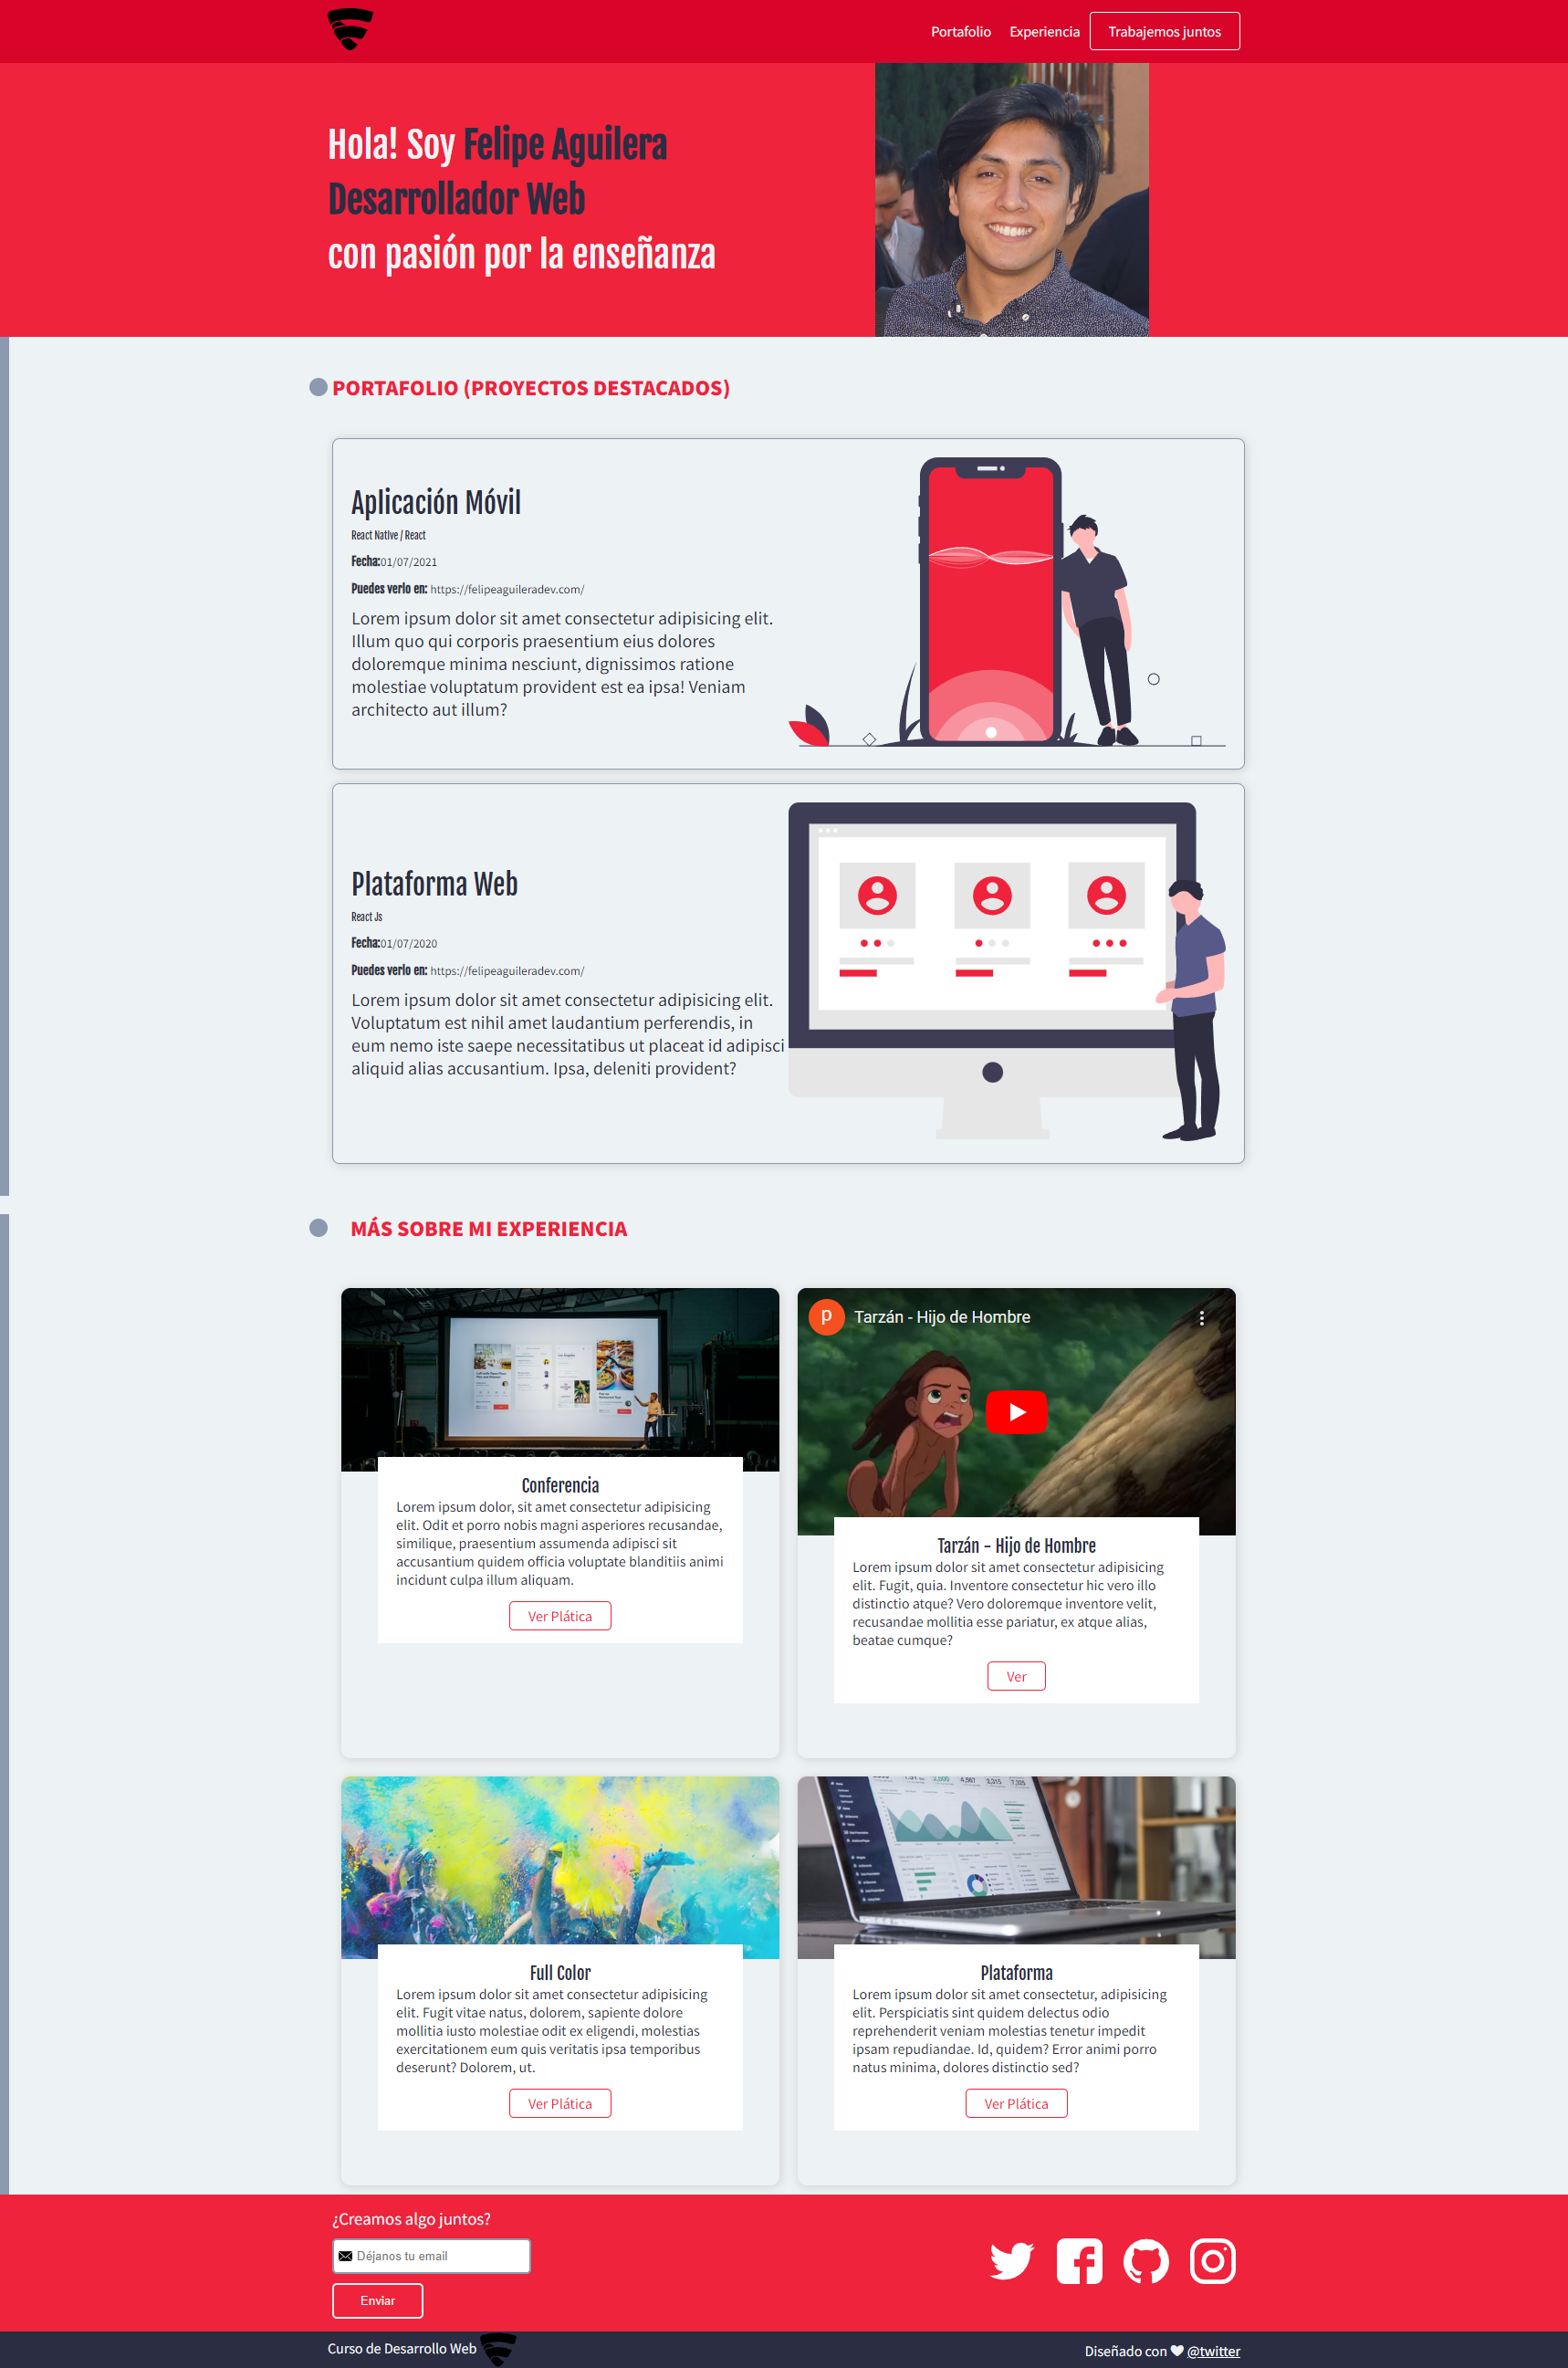 Portafolio Experiencia Trabajemos juntos
Hola! Soy Felipe Aguilera
Desarrollador Web
con pasión por la enseñanza
PORTAFOLIO (PROYECTOS DESTACADOS)
Aplicación Móvil
React Native / React
Fecha:01/07/2021
Puedes verlo en: https://felipeaguileradev.com/
Lorem ipsum dolor sit amet consectetur adipisicing elit.
Illum quo qui corporis praesentium eius dolores
doloremque minima nesciunt, dignissimos ratione
molestiae voluptatum provident est ea ipsa! Veniam
architecto aut illum?
Plataforma Web
React Js
Fecha:01/07/2020
Puedes verlo en: https://felipeaguileradev.com/
Lorem ipsum dolor sit amet consectetur adipisicing elit.
Voluptatum est nihil amet laudantium perferendis, in
eum nemo iste saepe necessitatibus ut placeat id adipisci
aliquid alias accusantium. Ipsa, deleniti provident?
MÁS SOBRE MI EXPERIENCIA
Conferencia
Lorem ipsum dolor, sit amet consectetur adipisicing
elit. Odit et porro nobis magni asperiores recusandae,
similique, praesentium assumenda adipisci sit
accusantium quidem officia voluptate blanditiis animi
incidunt culpa illum aliquam.
Ver Plática
p Tarzán - Hijo de Hombre
Tarzán - Hijo de Hombre
Lorem ipsum dolor sit amet consectetur adipisicing
elit. Fugit, quia. Inventore consectetur hic vero illo
distinctio atque? Vero doloremque inventore velit,
recusandae mollitia esse pariatur, ex atque alias,
beatae cumque?
Ver
Full Color
Lorem ipsum dolor sit amet consectetur adipisicing
elit. Fugit vitae natus, dolorem, sapiente dolore
mollitia iusto molestiae odit ex eligendi, molestias
exercitationem eum quis veritatis ipsa temporibus
deserunt? Dolorem, ut.
Ver Plática
Plataforma
Lorem ipsum dolor sit amet consectetur, adipisicing
elit. Perspiciatis sint quidem delectus odio
reprehenderit veniam molestias tenetur impedit
ipsam repudiandae. Id, quidem? Error animi porro
natus minima, dolores distinctio sed?
Ver Plática
¿Creamos algo juntos?
Déjanos tu email
Enviar
Curso de Desarrollo Web
Diseñado con @twitter